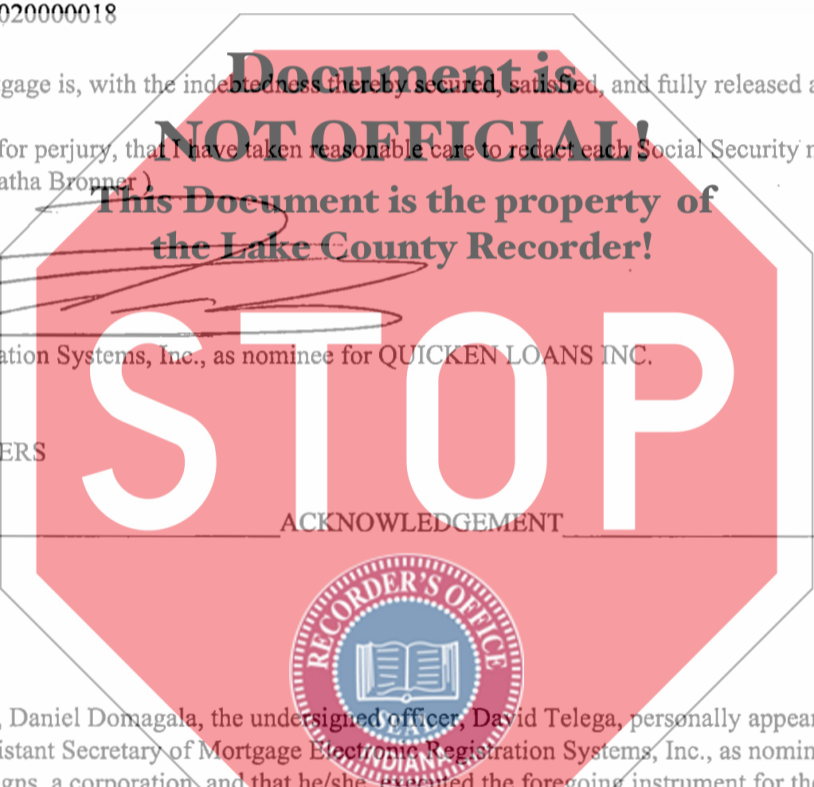 020000018
Document is
gage is, with the indebtedness thereby secured, satisfied, and fully released a
NOT OFFICIAL!
for perjury, that I have taken reasonable care to redact each Social Security n
atha Bronner )
This Document is the property of
the Lake County Recorder!
STOP
ation Systems, Inc., as nominee for QUICKEN LOANS INC.
ERS
ACKNOWLEDGEMENT
RECORDER'S OFFICE
SEAL
INDIANA
, Daniel Domagala, the undersigned officer, David Telega, personally appear
istant Secretary of Mortgage Electronic Registration Systems, Inc., as nomin
igns, a corporation, and that he/she, executed the foregoing instrument for the